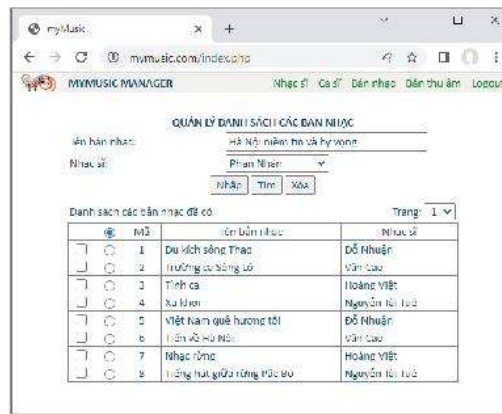 myMusic
mymusic.com/index.php
MYMUSIC MANAGER Nhạc sĩ Ca sĩ Bản nhạc Bản thu âm Logout
QUẢN LÝ DANH SÁCH CÁC BẢN NHẠC
Tên bản nhạc: Hà Nội niềm tin và hy vọng
Nhạc sĩ: Phan Nhân
Nhập Tìm Xóa
Danh sách các bản nhạc đã có Trang: 1
Mã Tên bản nhạc Nhạc sĩ
1 Du kích sông Thao Đỗ Nhuận
2 Trường ca Sông Lô Văn Cao
3 Tình ca Hoàng Việt
4 Xa khơi Nguyễn Tài Tuệ
5 Việt Nam quê hương tôi Đỗ Nhuận
6 Tiến về Hà Nội Văn Cao
7 Nhạc rừng Hoàng Việt
8 Tiếng hát giữa rừng Pác Bó Nguyễn Tài Tuệ